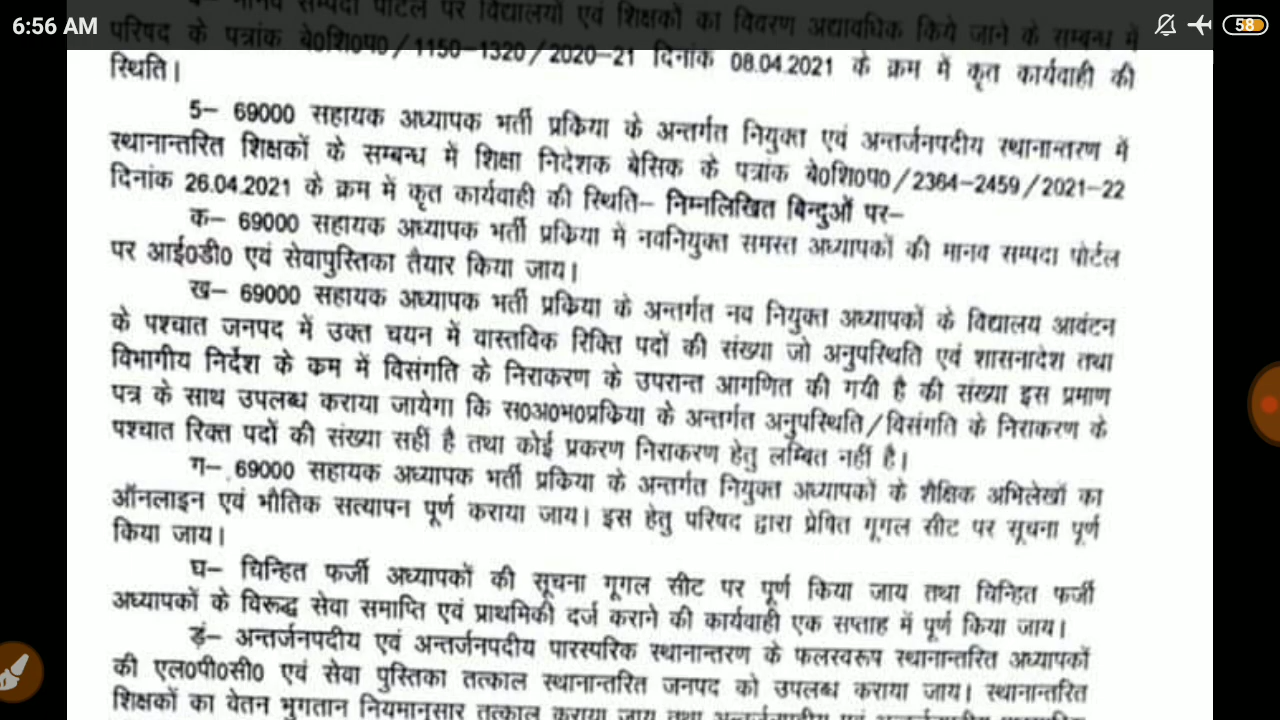 6:56 AM 58
मानव सम्पदा पोर्टल पर विद्यालयों एवं शिक्षकों का विवरण अद्यावधिक किये जाने के सम्बन्ध में
परिषद के पत्रांक बे0शि0प0/1150-1320/2020-21 दिनांक 08.04.2021 के क्रम में कृत कार्यवाही की
स्थिति।
5- 69000 सहायक अध्यापक भर्ती प्रकिया के अन्तर्गत नियुक्त एवं अन्तर्जनपदीय स्थानान्तरण में
स्थानान्तरित शिक्षकों के सम्बन्ध में शिक्षा निदेशक बेसिक के पत्रांक बे0शि0प0/2364-2459/2021-22
दिनांक 26.04.2021 के क्रम में कृत कार्यवाही की स्थिति- निम्नलिखित बिन्दुओं पर-
क- 69000 सहायक अध्यापक भर्ती प्रकिया में नवनियुक्त समस्त अध्यापकों की मानव सम्पदा पोर्टल
पर आई0डी0 एवं सेवापुस्तिका तैयार किया जाय।
ख- 69000 सहायक अध्यापक भर्ती प्रकिया के अन्तर्गत नव नियुक्त अध्यापकों के विद्यालय आवंटन
के पश्चात जनपद में उक्त चयन में वास्तविक रिक्ति पदों की संख्या जो अनुपस्थिति एवं शासनादेश तथा
विभागीय निर्देश के कम में विसंगति के निराकरण के उपरान्त आगणित की गयी है की संख्या इस प्रमाण
पत्र के साथ उपलब्ध कराया जायेगा कि स0अ0भ0प्रकिया के अन्तर्गत अनुपस्थिति/विसंगति के निराकरण के
पश्चात रिक्त पदों की संख्या सहीं है तथा कोई प्रकरण निराकरण हेतु लम्बित नहीं है।
ग- 69000 सहायक अध्यापक भर्ती प्रकिया के अन्तर्गत नियुक्त अध्यापकों के शैक्षिक अभिलेखों का
ऑनलाइन एवं भौतिक सत्यापन पूर्ण कराया जाय। इस हेतु परिषद द्वारा प्रेषित गूगल सीट पर सूचना पूर्ण
किया जाय।
घ- चिन्हित फर्जी अध्यापकों की सूचना गूगल सीट पर पूर्ण किया जाय तथा चिन्हित फर्जी
अध्यापकों के विरूद्ध सेवा समाप्ति एवं प्राथमिकी दर्ज कराने की कार्यवाही एक सप्ताह में पूर्ण किया जाय।
ड़- अन्तर्जनपदीय एवं अन्तर्जनपदीय पारस्परिक स्थानान्तरण के फलस्वरूप स्थानान्तरित अध्यापकों
की एल0पी0सी0 एवं सेवा पुस्तिका तत्काल स्थानान्तरित जनपद को उपलब्ध कराया जाय। स्थानान्तरित
शिक्षकों का वेतन भुगतान नियमानुसार तत्काल कराया जाय तथा